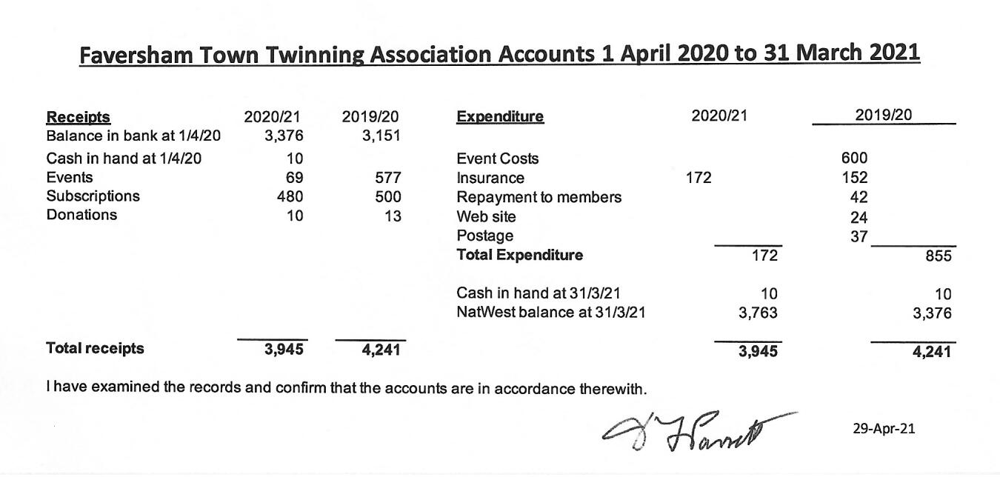 Faversham Town Twinning Association Accounts 1 April 2020 to 31 March 2021
Receipts 2020/21 2019/20 Expenditure 2020/21 2019/20
Balance in bank at 1/4/20 3,376 3,151
Cash in hand at 1/4/20 10 Event Costs 600
Events 69 577 Insurance 172 152
Subscriptions 480 500 Repayment to members 42
Donations 10 13 Web site 24
Postage 37
Total Expenditure 172 855
Cash in hand at 31/3/21 10 10
NatWest balance at 31/3/21 3,763 3,376
Total receipts 3,945 4,241 3,945 4,241
I have examined the records and confirm that the accounts are in accordance therewith.
29-Apr-21